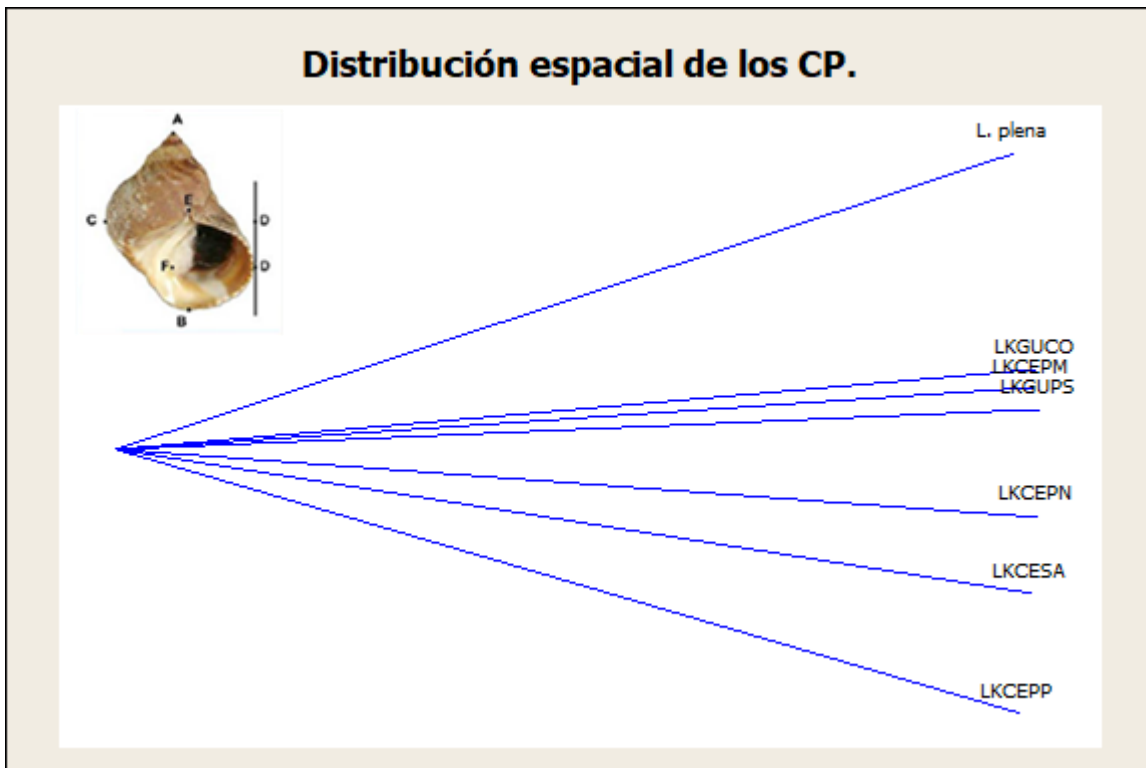 Distribución espacial de los CP.
A
E
C
D
F
D
B
L. plena
LKGUCO
LKCEPM
LKGUPS
LKCEPN
LKCESA
LKCEPP